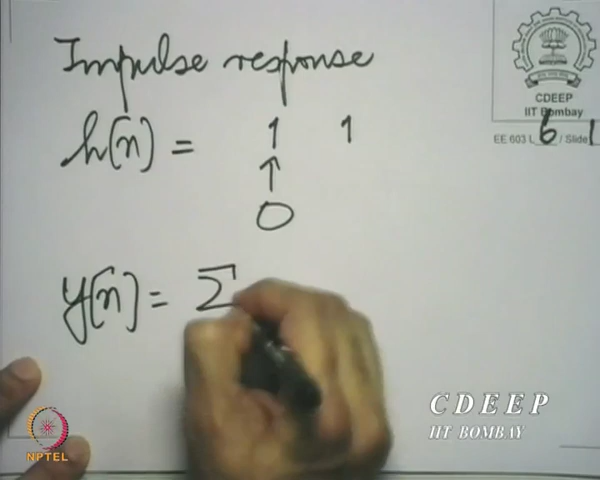 Impulse response
h[n] = 1 1
↑
0
y[n] = Σ
CDEEP
IIT Bombay
EE 603 L 6 / Slide 1
CDEEP
IIT BOMBAY
NPTEL